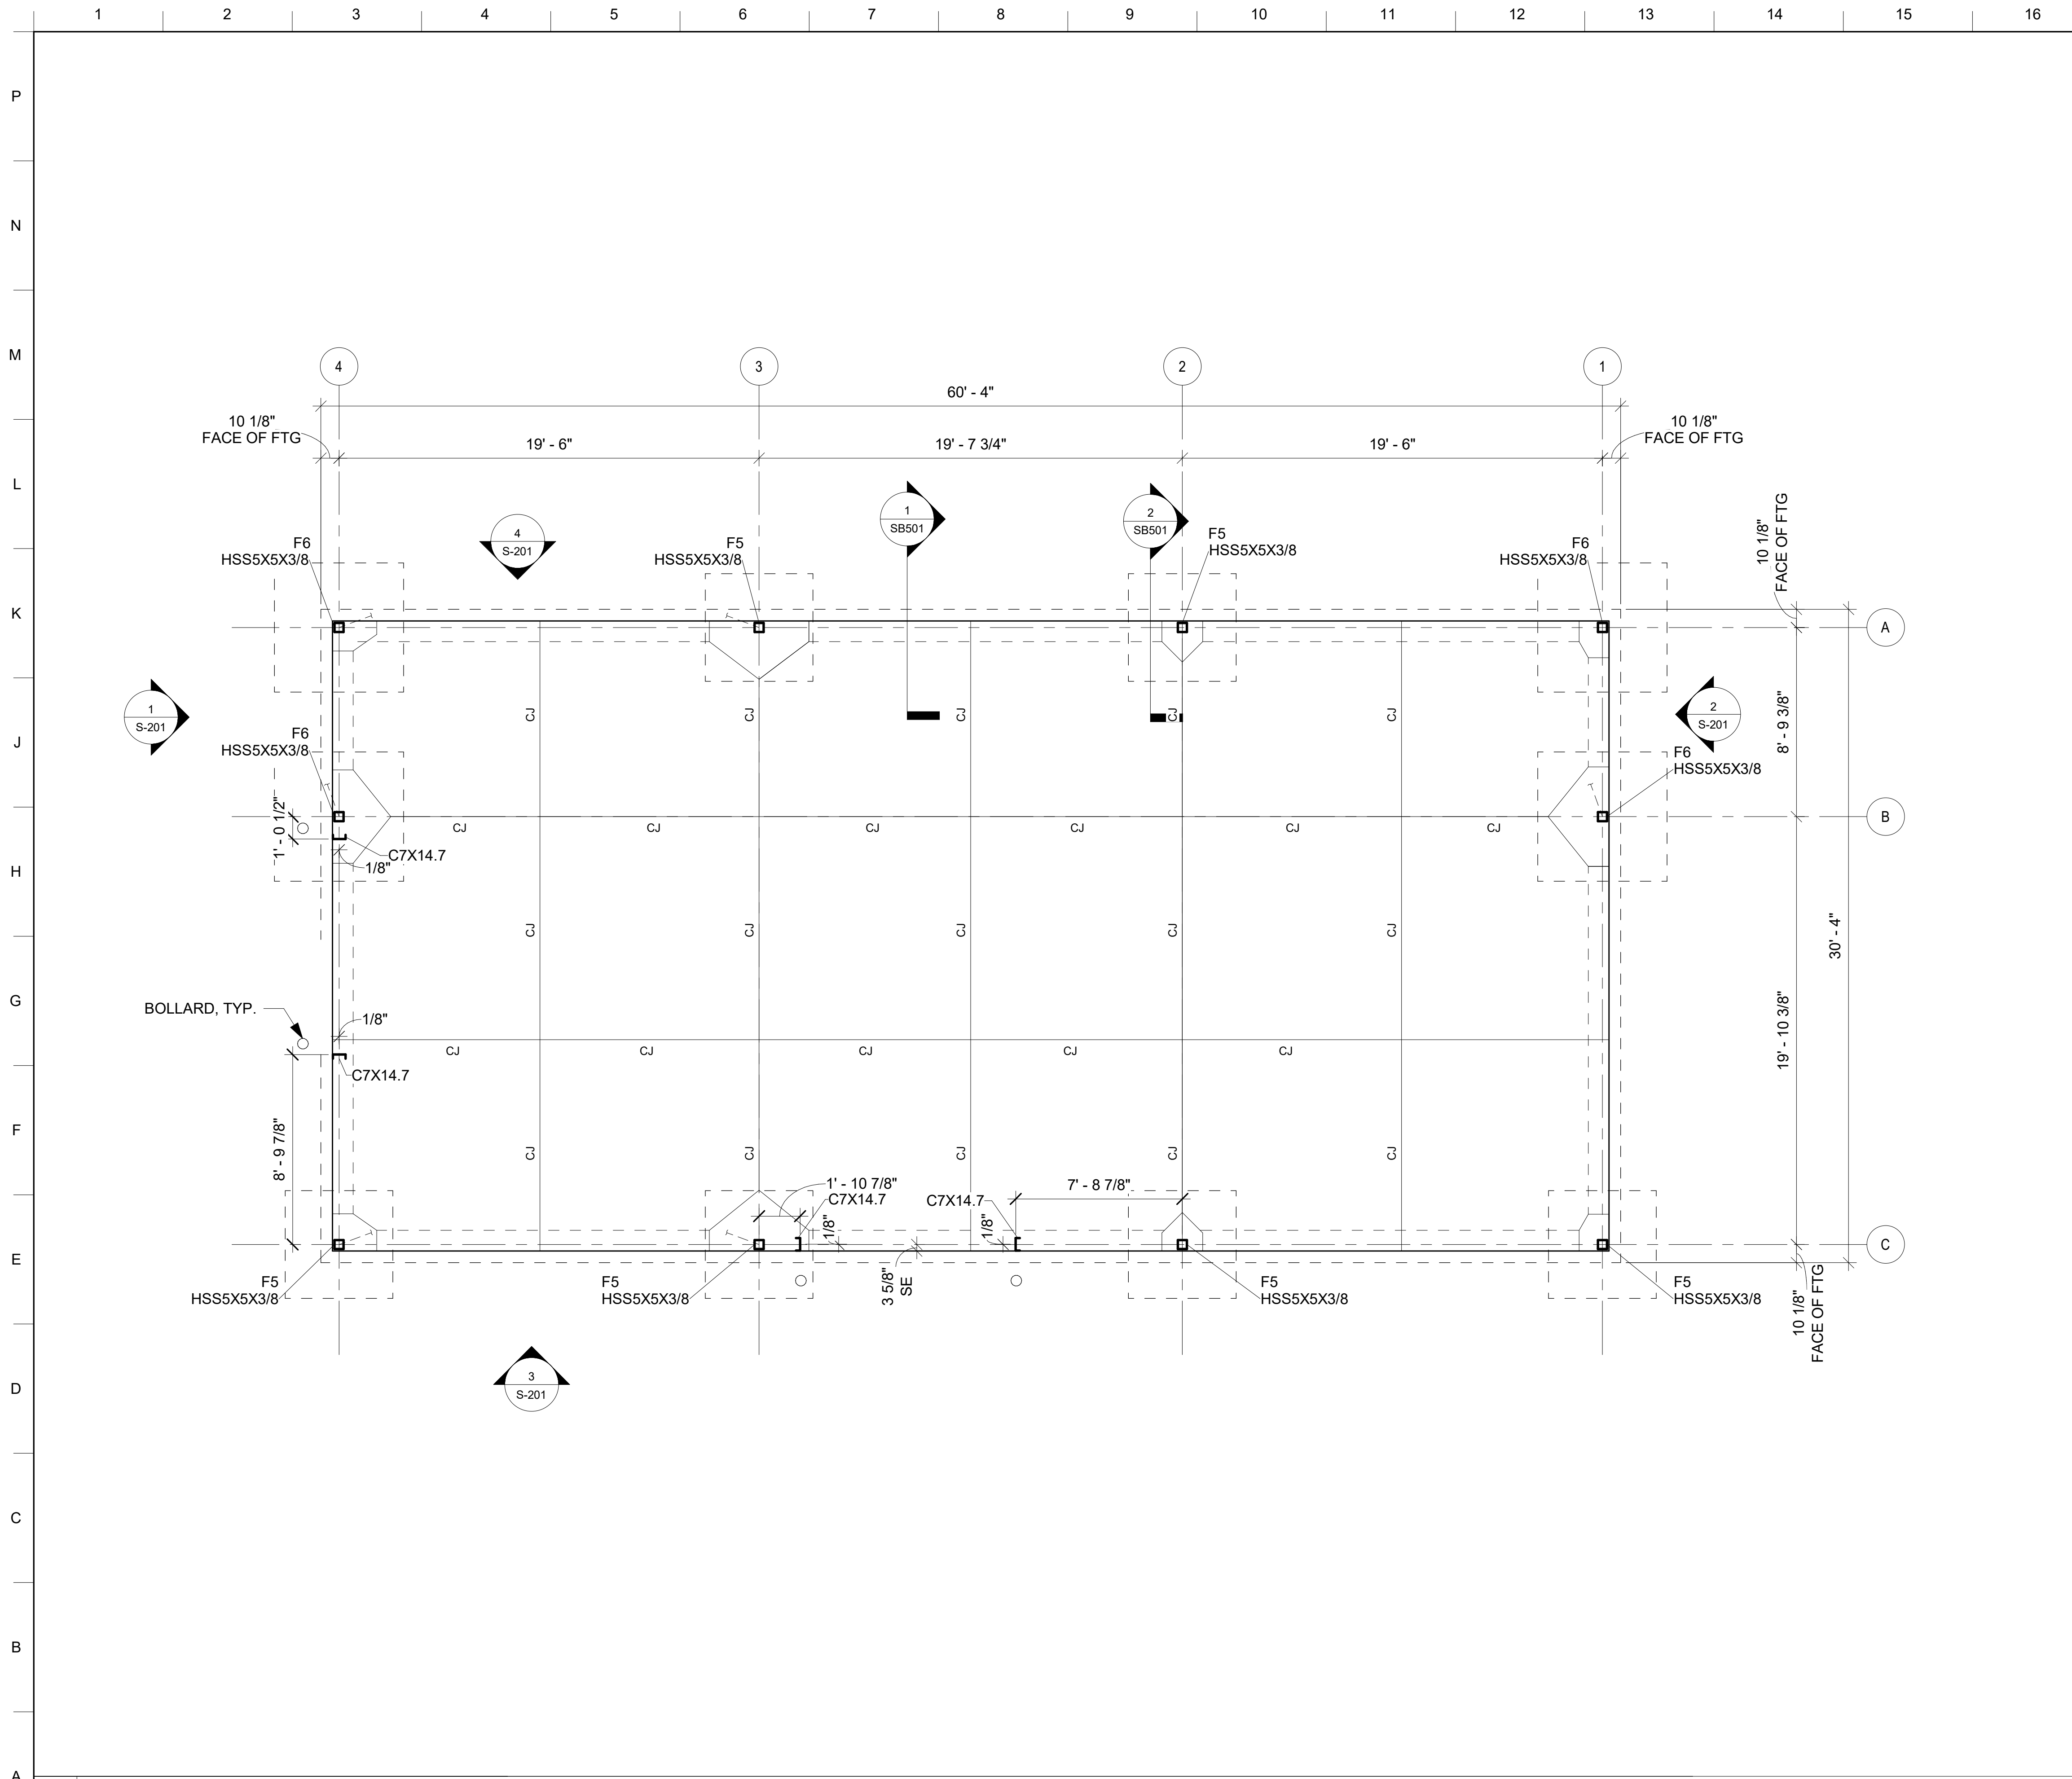 1 2 3 4 5 6 7 8 9 10 11 12 13 14 15 16
P
N
M
L
K
J
H
G
F
E
D
C
B
A
4
3
2
1
60' - 4"
10 1/8"
FACE OF FTG
19' - 6"
19' - 7 3/4"
19' - 6"
10 1/8"
FACE OF FTG
4
S-201
1
SB501
2
SB501
F6
HSS5X5X3/8
F5
HSS5X5X3/8
F5
HSS5X5X3/8
F6
HSS5X5X3/8
10 1/8"
FACE OF FTG
A
1
S-201
CJ
CJ
CJ
CJ
CJ
2
S-201
8' - 9 3/8"
F6
HSS5X5X3/8
F6
HSS5X5X3/8
B
1' - 0 1/2"
CJ
CJ
CJ
CJ
CJ
CJ
C7X14.7
1/8"
CJ
CJ
CJ
CJ
CJ
30' - 4"
BOLLARD, TYP.
1/8"
19' - 10 3/8"
CJ
CJ
CJ
CJ
CJ
C7X14.7
8' - 9 7/8"
CJ
CJ
CJ
CJ
CJ
1' - 10 7/8"
C7X14.7
1/8"
C7X14.7
7' - 8 7/8"
1/8"
C
3 5/8"
SE
F5
HSS5X5X3/8
F5
HSS5X5X3/8
F5
HSS5X5X3/8
F5
HSS5X5X3/8
10 1/8"
FACE OF FTG
3
S-201